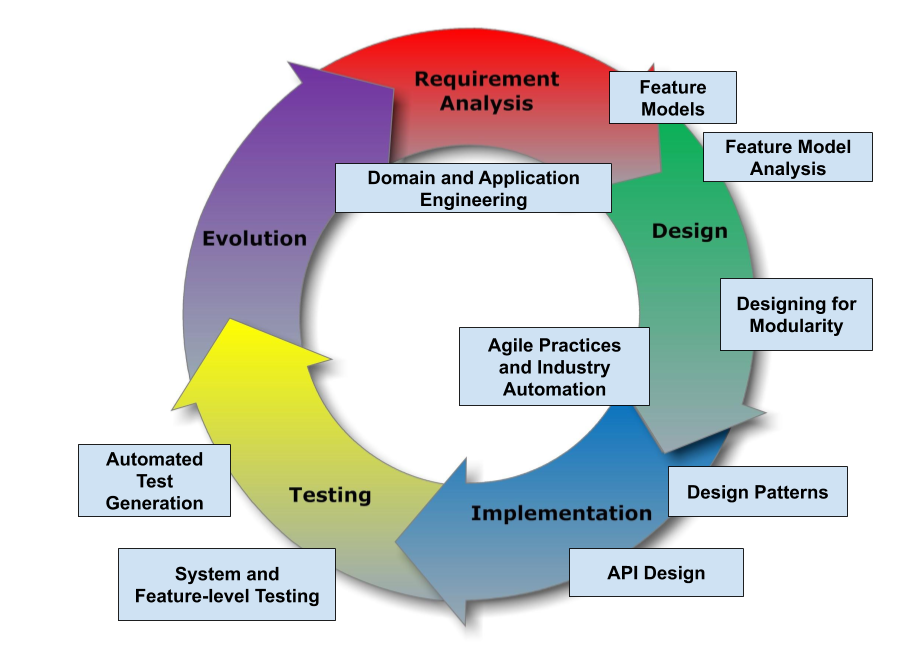 Requirement
Analysis
Feature
Models
Feature Model
Analysis
Domain and Application
Engineering
Evolution
Design
Designing for
Modularity
Agile Practices
and Industry
Automation
Automated
Test
Generation
Testing
Implementation
Design Patterns
System and
Feature-level Testing
API Design